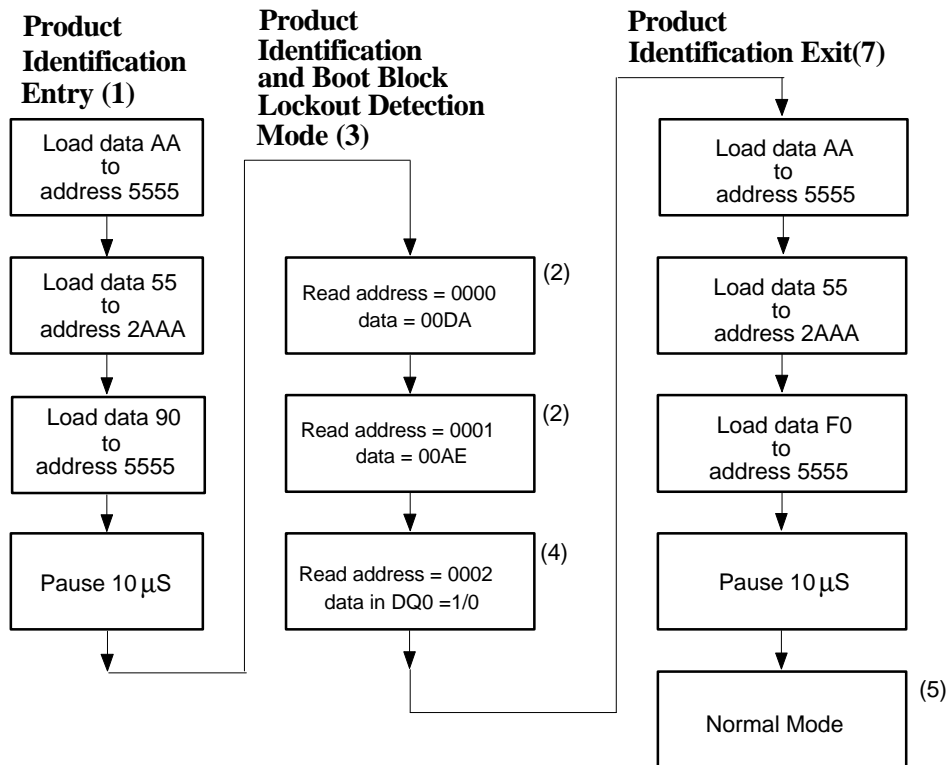 Product
Identification
Entry (1)
Load data AA
to
address 5555
Load data 55
to
address 2AAA
Load data 90
to
address 5555
Pause 10 μS
Product
Identification
and Boot Block
Lockout Detection
Mode (3)
(2)
Read address = 0000
data = 00DA
(2)
Read address = 0001
data = 00AE
(4)
Read address = 0002
data in DQ0 =1/0
Product
Identification Exit(7)
Load data AA
to
address 5555
Load data 55
to
address 2AAA
Load data F0
to
address 5555
Pause 10 μS
(5)
Normal Mode